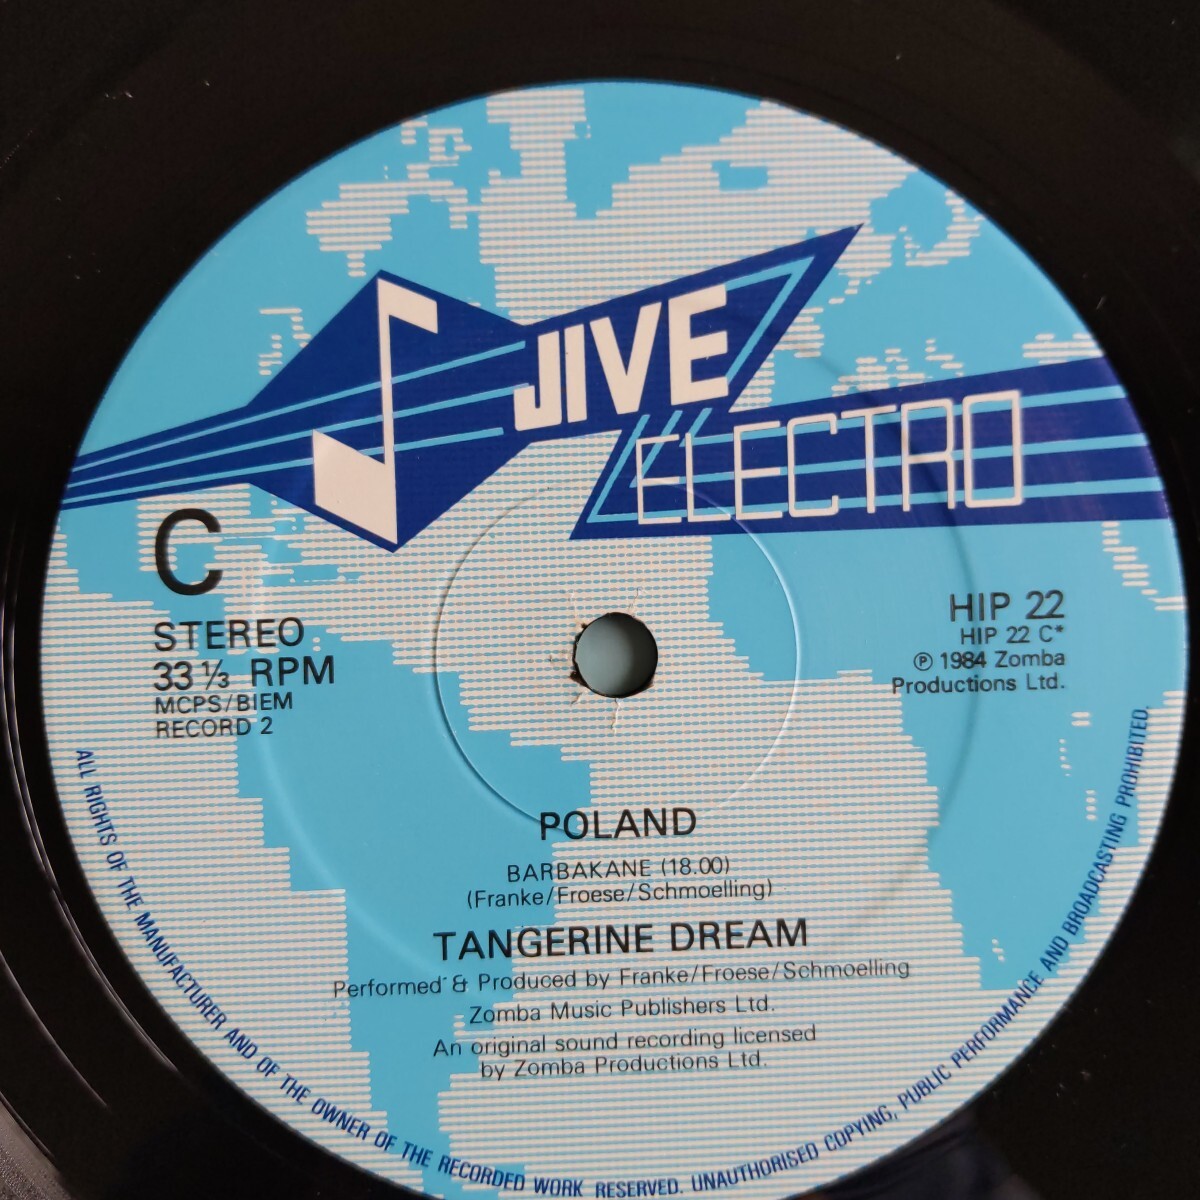 JIVE
ELECTRO
C
STEREO
33 ⅓ RPM
MCPS/BIEM
RECORD 2
HIP 22
HIP 22 C*
℗ 1984 Zomba
Productions Ltd.
POLAND
BARBAKANE (18.00)
(Franke/Froese/Schmoelling)
TANGERINE DREAM
Performed & Produced by Franke/Froese/Schmoelling
Zomba Music Publishers Ltd.
An original sound recording licensed
by Zomba Productions Ltd.
ALL RIGHTS OF THE MANUFACTURER AND OF THE OWNER OF THE RECORDED WORK RESERVED. UNAUTHORISED COPYING, PUBLIC PERFORMANCE AND BROADCASTING PROHIBITED.